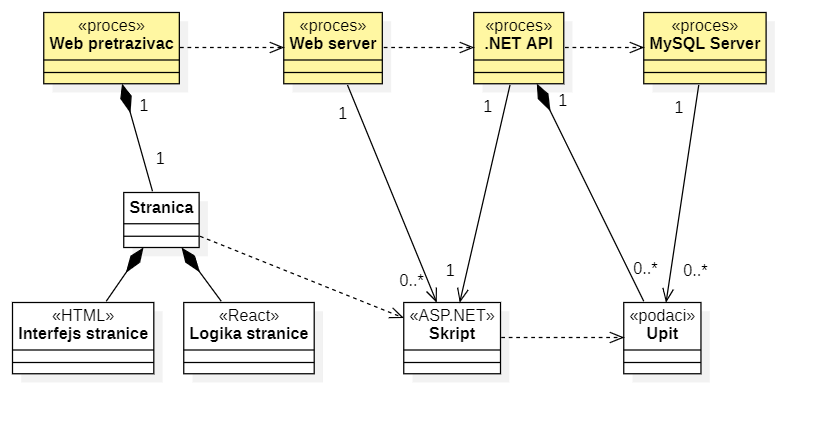 «proces»
Web pretrazivac
«proces»
Web server
«proces»
.NET API
«proces»
MySQL Server
1
1
1
1
1
1
Stranica
0..*
1
0..*
0..*
«HTML»
Interfejs stranice
«React»
Logika stranice
«ASP.NET»
Skript
«podaci»
Upit